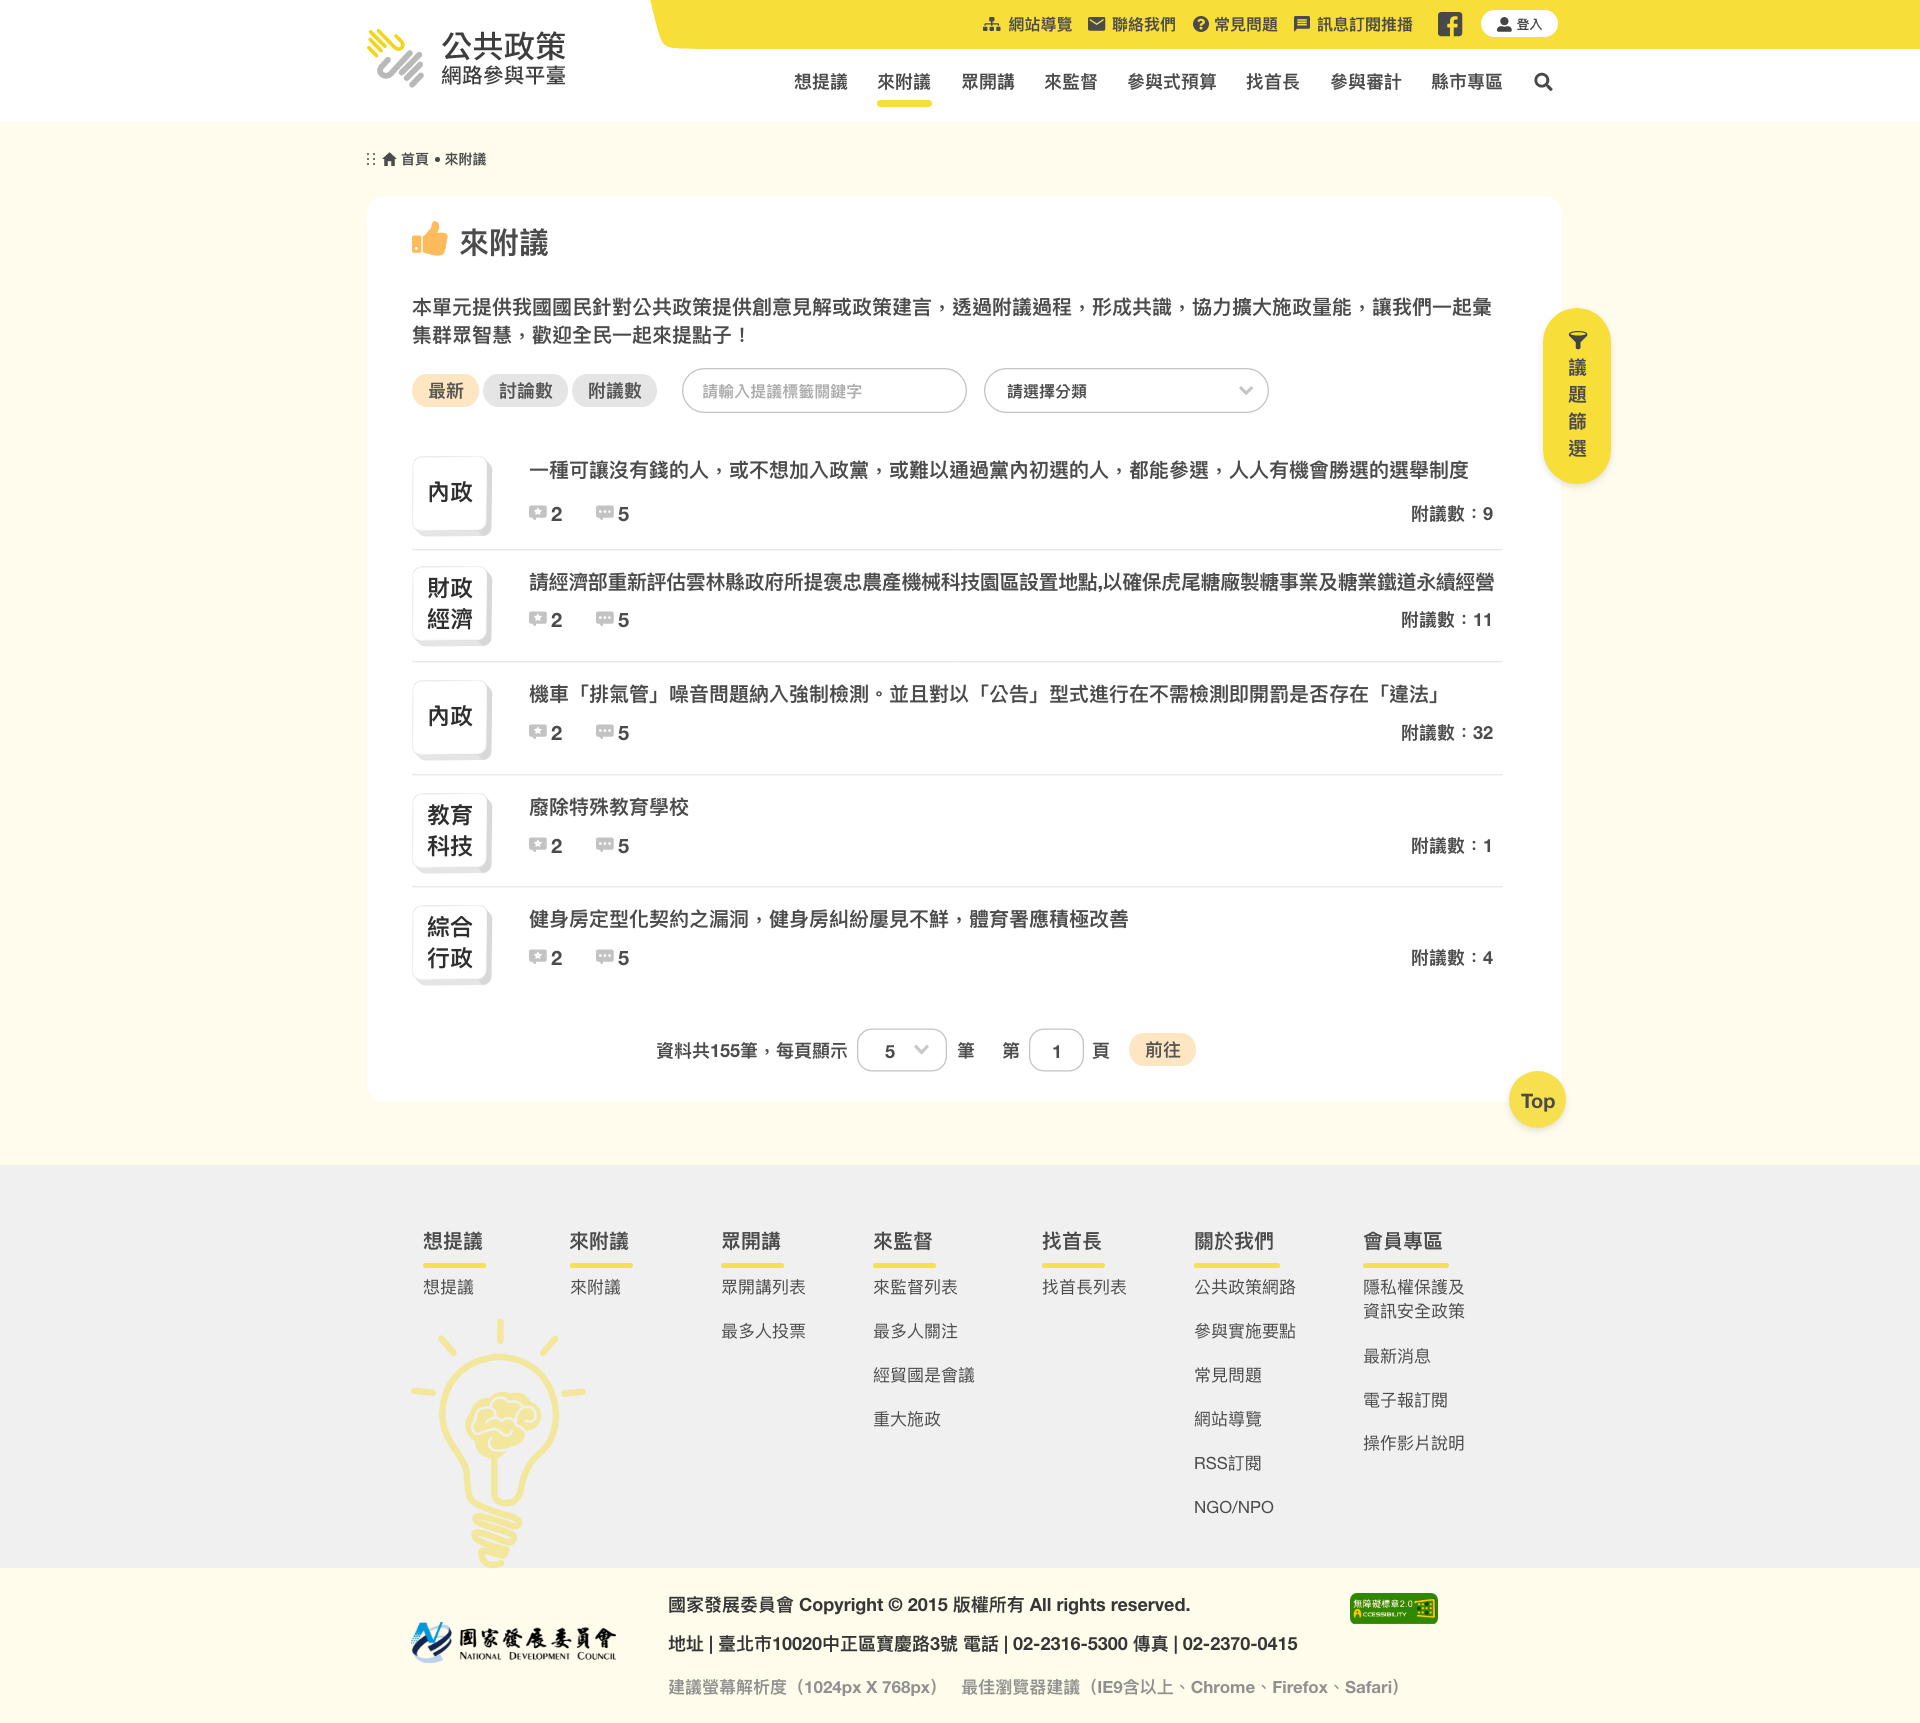 公共政策
網路參與平臺
網站導覽 聯絡我們 常見問題 訊息訂閱推播 登入
想提議 來附議 眾開講 來監督 參與式預算 找首長 參與審計 縣市專區
首頁 • 來附議
來附議
本單元提供我國國民針對公共政策提供創意見解或政策建言，透過附議過程，形成共識，協力擴大施政量能，讓我們一起彙
集群眾智慧，歡迎全民一起來提點子！
最新 討論數 附議數 請輸入提議標籤關鍵字 請選擇分類
議
題
篩
選
內政
一種可讓沒有錢的人，或不想加入政黨，或難以通過黨內初選的人，都能參選，人人有機會勝選的選舉制度
2 5 附議數：9
財政
經濟
請經濟部重新評估雲林縣政府所提褒忠農產機械科技園區設置地點,以確保虎尾糖廠製糖事業及糖業鐵道永續經營
2 5 附議數：11
內政
機車「排氣管」噪音問題納入強制檢測。並且對以「公告」型式進行在不需檢測即開罰是否存在「違法」
2 5 附議數：32
教育
科技
廢除特殊教育學校
2 5 附議數：1
綜合
行政
健身房定型化契約之漏洞，健身房糾紛屢見不鮮，體育署應積極改善
2 5 附議數：4
資料共155筆，每頁顯示 5 筆 第 1 頁 前往
Top
想提議
想提議
來附議
來附議
眾開講
眾開講列表
最多人投票
來監督
來監督列表
最多人關注
經貿國是會議
重大施政
找首長
找首長列表
關於我們
公共政策網路
參與實施要點
常見問題
網站導覽
RSS訂閱
NGO/NPO
會員專區
隱私權保護及
資訊安全政策
最新消息
電子報訂閱
操作影片說明
國家發展委員會
NATIONAL DEVELOPMENT COUNCIL
國家發展委員會 Copyright © 2015 版權所有 All rights reserved.
地址 | 臺北市10020中正區寶慶路3號 電話 | 02-2316-5300 傳真 | 02-2370-0415
建議螢幕解析度（1024px X 768px） 最佳瀏覽器建議（IE9含以上、Chrome、Firefox、Safari）
無障礙標章2.0
ACCESSIBILITY